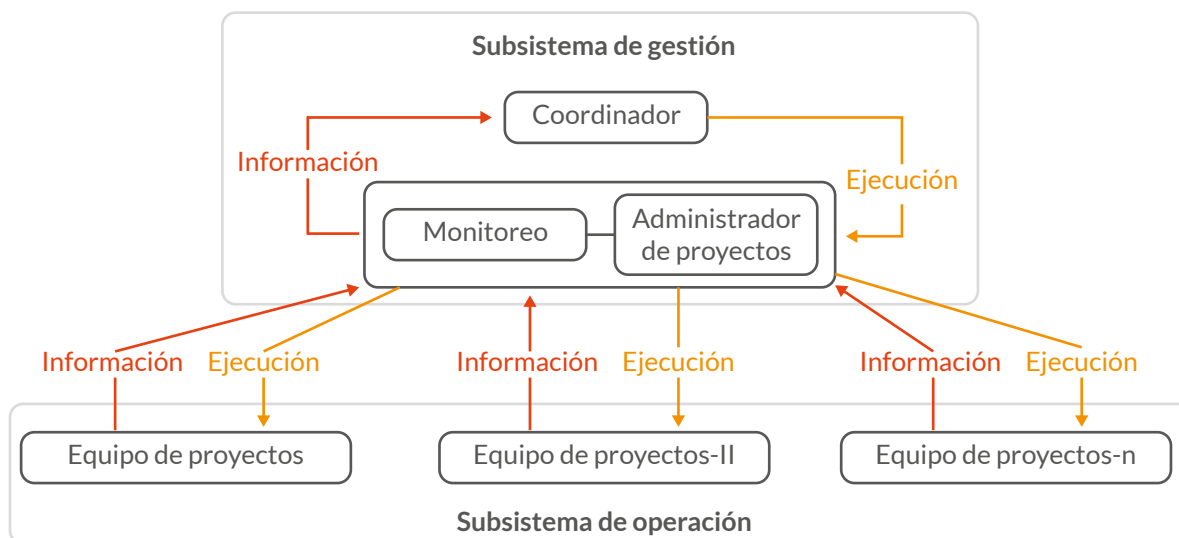 Subsistema de gestión
Coordinador
Información
Ejecución
Monitoreo
Administrador
de proyectos
Información
Ejecución
Información
Ejecución
Información
Ejecución
Equipo de proyectos
Equipo de proyectos-II
Equipo de proyectos-n
Subsistema de operación